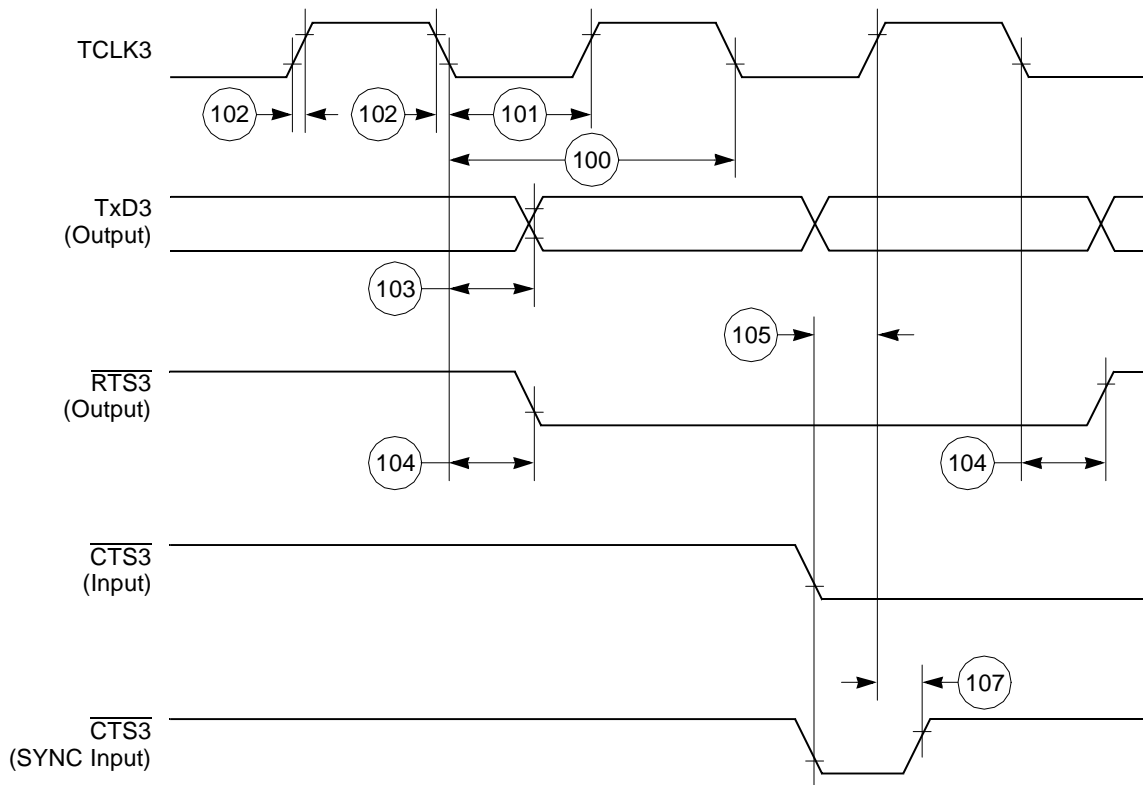 TCLK3
102
102
101
100
TxD3
(Output)
103
105
RTS3
(Output)
104
104
CTS3
(Input)
107
CTS3
(SYNC Input)